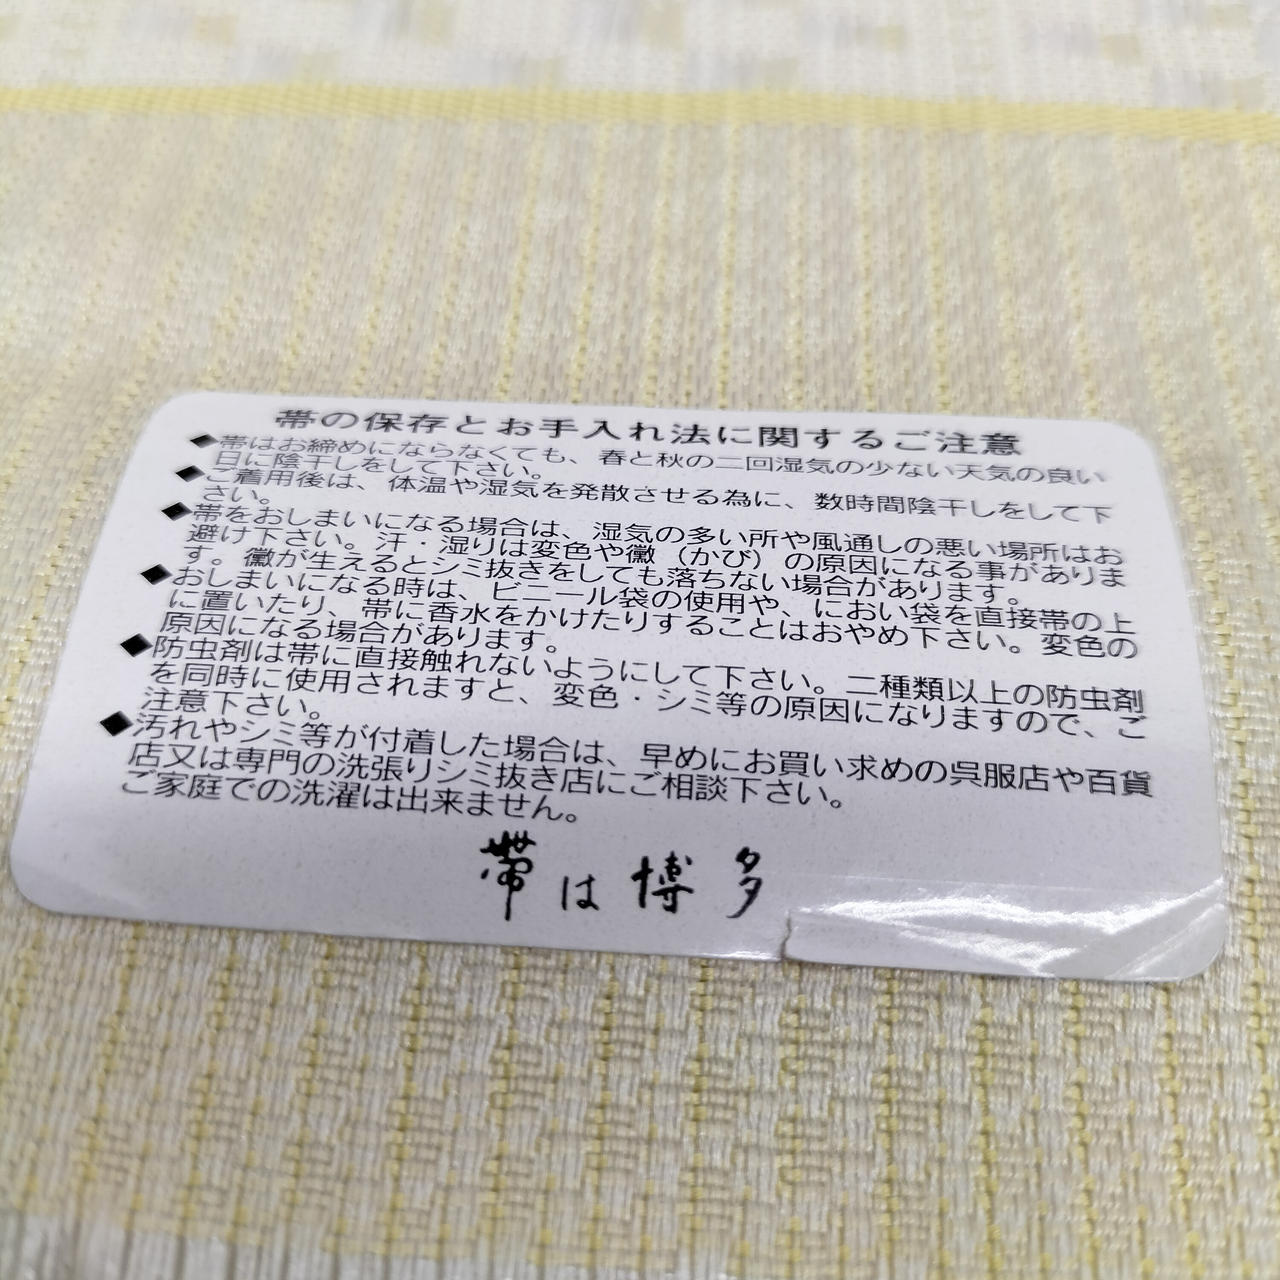 帯の保存とお手入れ法に関するご注意
◆帯はお締めにならなくても、春と秋の二回湿気の少ない天気の良い
日に陰干しをして下さい。
◆ご着用後は、体温や湿気を発散させる為に、数時間陰干しをして下
さい。
◆帯をおしまいになる場合は、湿気の多い所や風通しの悪い場所はお
避け下さい。汗・湿りは変色や黴（かび）の原因になる事がありま
す。黴が生えるとシミ抜きをしても落ちない場合があります。
◆おしまいになる時は、ビニール袋の使用や、におい袋を直接帯の上
に置いたり、帯に香水をかけたりすることはおやめ下さい。変色の
原因になる場合があります。
◆防虫剤は帯に直接触れないようにして下さい。二種類以上の防虫剤
を同時に使用されますと、変色・シミ等の原因になりますので、ご
注意下さい。
◆汚れやシミ等が付着した場合は、早めにお買い求めの呉服店や百貨
店又は専門の洗張りシミ抜き店にご相談下さい。
ご家庭での洗濯は出来ません。
帯は博多